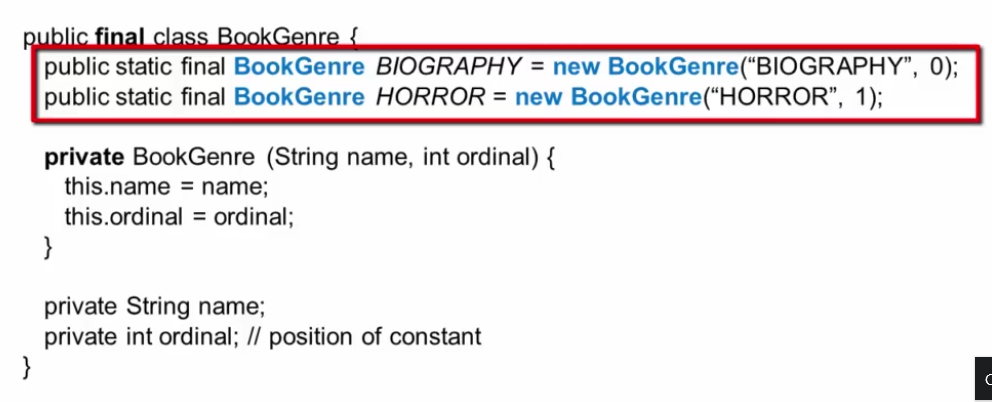 public final class BookGenre {
public static final BookGenre BIOGRAPHY = new BookGenre(“BIOGRAPHY”, 0);
public static final BookGenre HORROR = new BookGenre(“HORROR”, 1);
private BookGenre (String name, int ordinal) {
this.name = name;
this.ordinal = ordinal;
}
private String name;
private int ordinal; // position of constant
}